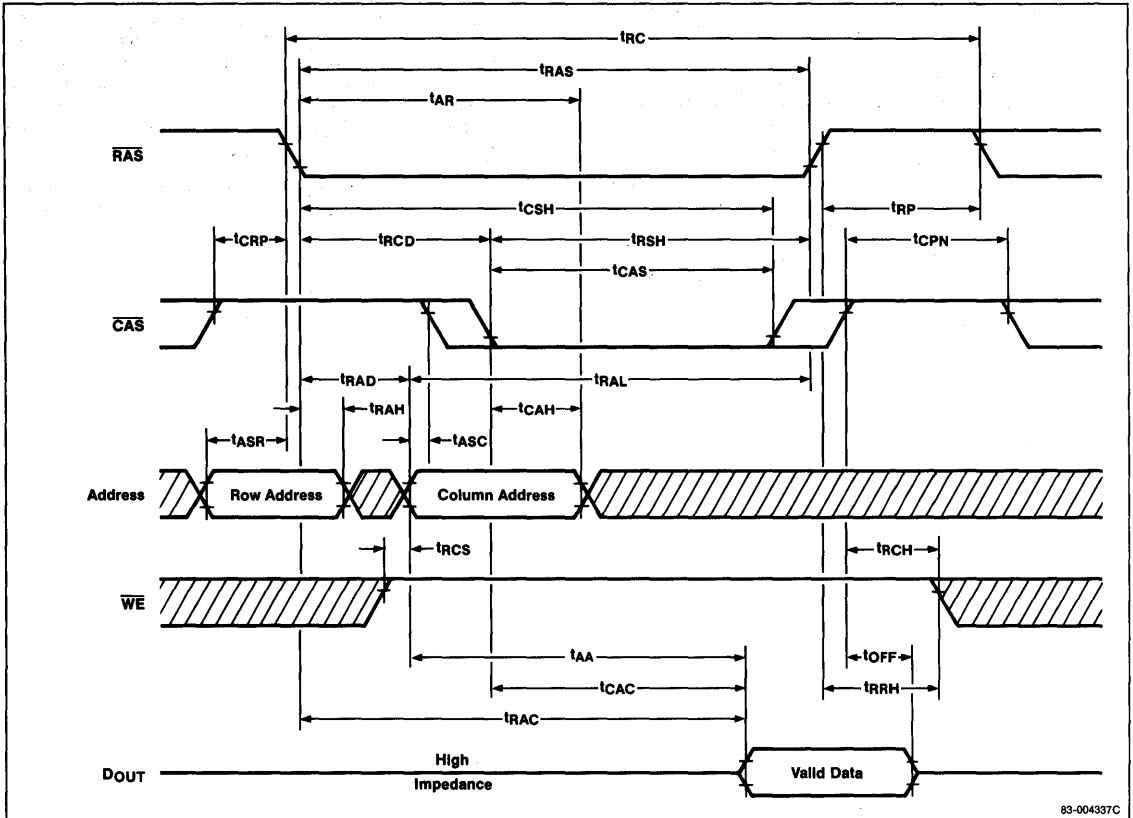 tRC
tRAS
tAR
RAS
tCSH
tRP
tCRP
tRCD
tRSH
tCPN
tCAS
CAS
tRAD
tRAL
tRAH
tCAH
tASR
tASC
Address
Row Address
Column Address
tRCS
tRCH
WE
tAA
tOFF
tCAC
tRRH
tRAC
DOUT
High
Impedance
Valid Data
83-004337C